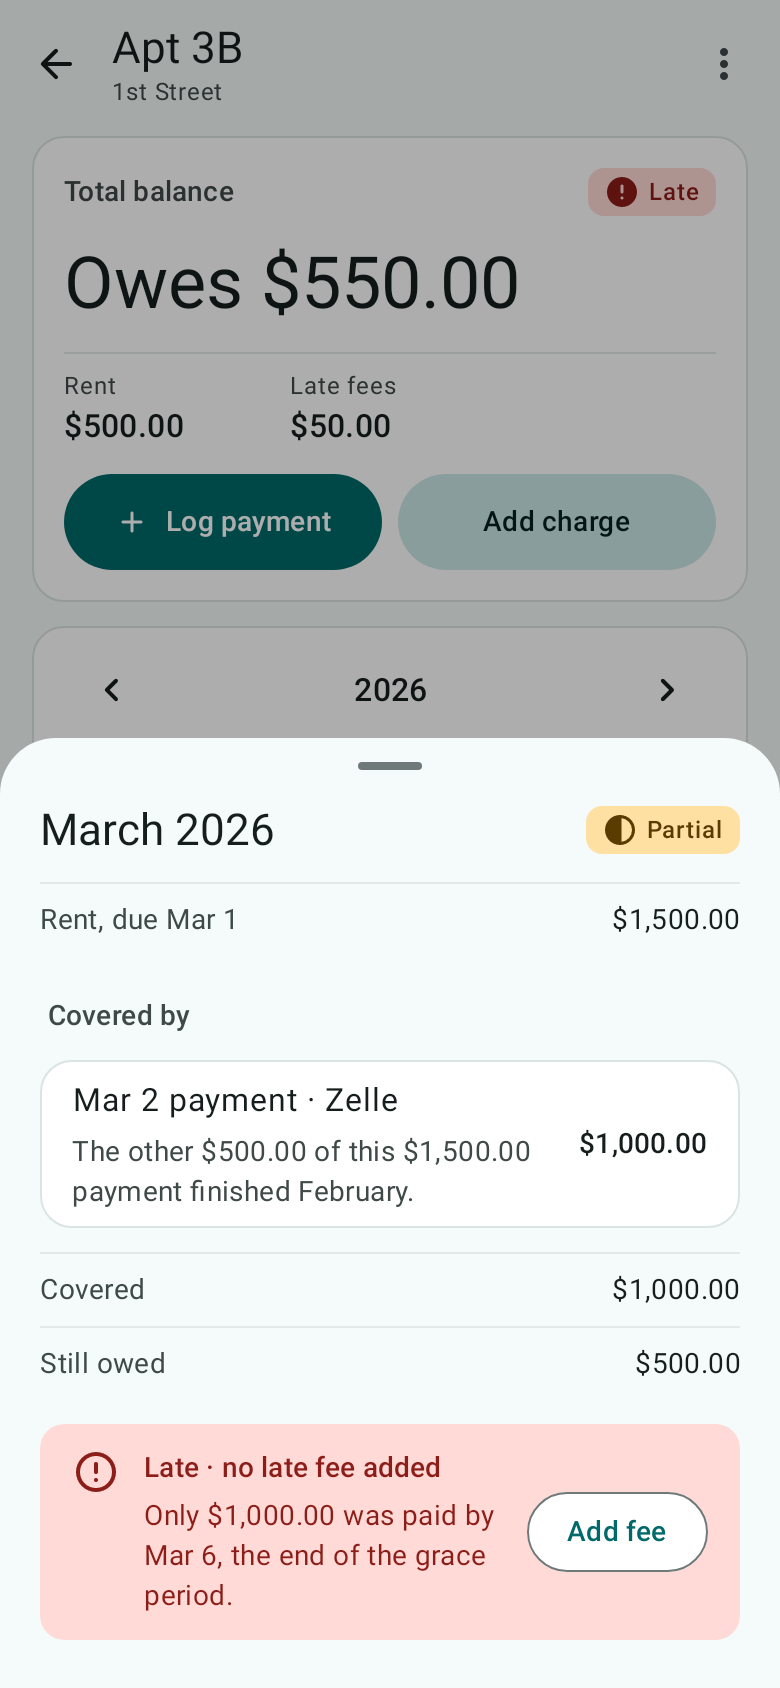 Apt 3B
1st Street
Total balance
Late
Owes $550.00
Rent
Late fees
$500.00
$50.00
Log payment
Add charge
2026
March 2026
Partial
Rent, due Mar 1
$1,500.00
Covered by
Mar 2 payment · Zelle
The other $500.00 of this $1,500.00
payment finished February.
$1,000.00
Covered
$1,000.00
Still owed
$500.00
Late · no late fee added
Only $1,000.00 was paid by
Mar 6, the end of the grace
period.
Add fee